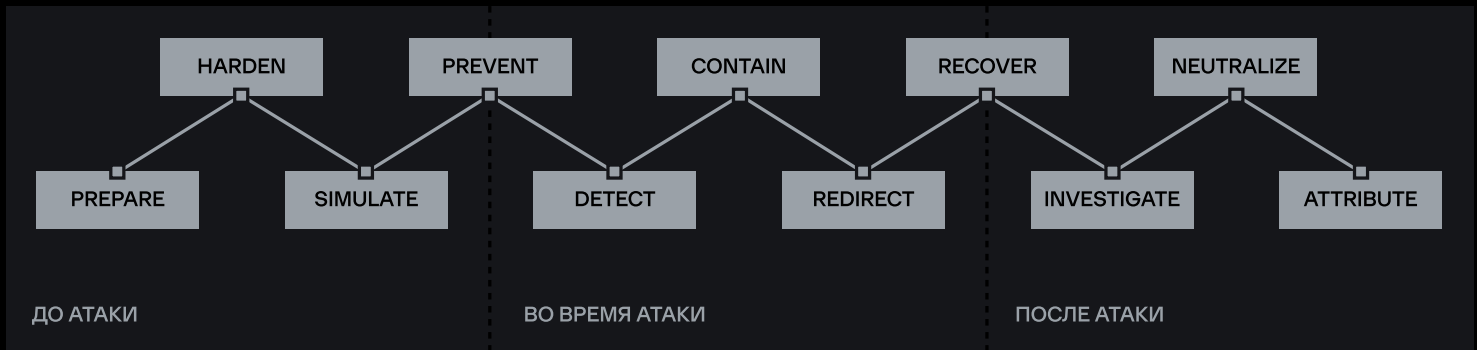 HARDEN
PREVENT
CONTAIN
RECOVER
NEUTRALIZE
PREPARE
SIMULATE
DETECT
REDIRECT
INVESTIGATE
ATTRIBUTE
ДО АТАКИ
ВО ВРЕМЯ АТАКИ
ПОСЛЕ АТАКИ